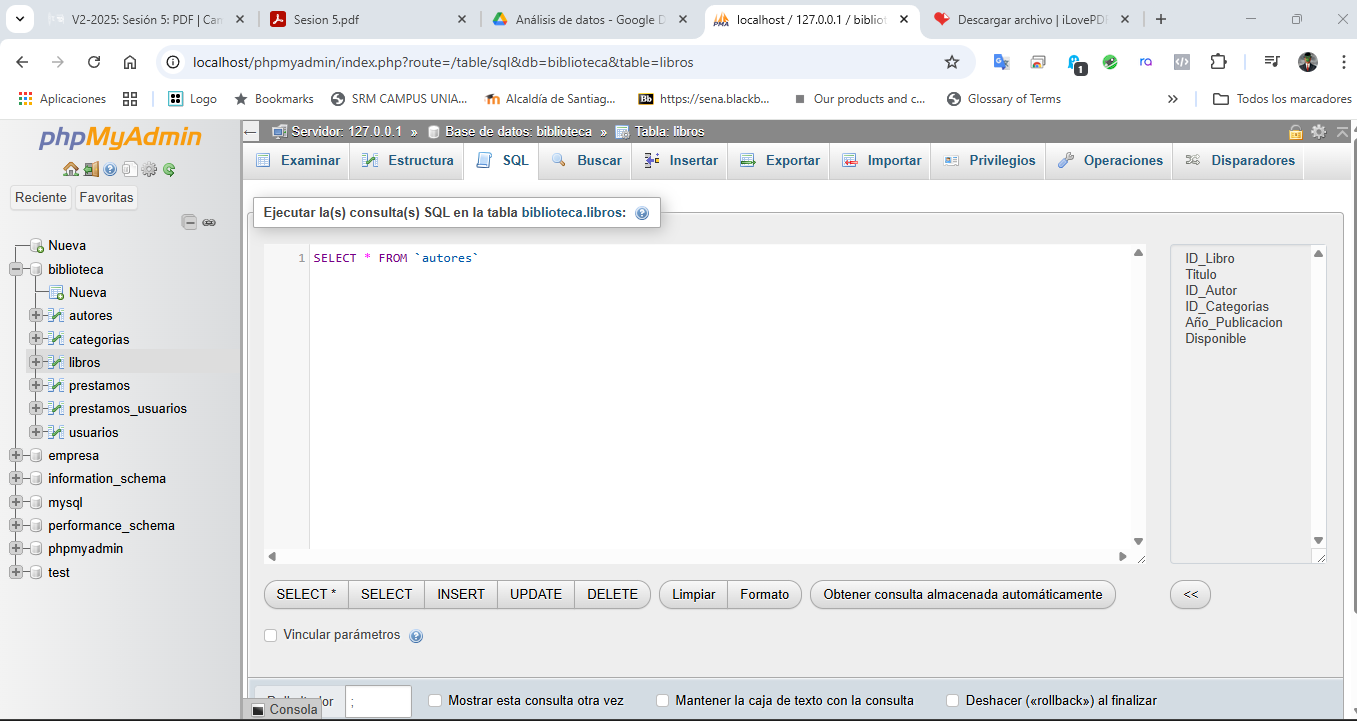 V2-2025: Sesión 5: PDF | Can
Sesion 5.pdf
Análisis de datos - Google D
localhost / 127.0.0.1 / bibliot
Descargar archivo | iLovePDF
localhost/phpmyadmin/index.php?route=/table/sql&db=biblioteca&table=libros
1
Aplicaciones
Logo
Bookmarks
SRM CAMPUS UNIA...
Alcaldía de Santiag...
Bb
https://sena.blackb...
Our products and c...
Glossary of Terms
»
Todos los marcadores
phpMyAdmin
Reciente
Favoritas
Nueva
biblioteca
Nueva
autores
categorias
libros
prestamos
prestamos_usuarios
usuarios
empresa
information_schema
mysql
performance_schema
phpmyadmin
test
Servidor: 127.0.0.1 » Base de datos: biblioteca » Tabla: libros
Examinar
Estructura
SQL
Buscar
Insertar
Exportar
Importar
Privilegios
Operaciones
Disparadores
Ejecutar la(s) consulta(s) SQL en la tabla biblioteca.libros:
1 SELECT * FROM `autores`
ID_Libro
Titulo
ID_Autor
ID_Categorias
Año_Publicacion
Disponible
SELECT *
SELECT
INSERT
UPDATE
DELETE
Limpiar
Formato
Obtener consulta almacenada automáticamente
<<
Vincular parámetros
;
Mostrar esta consulta otra vez
Mantener la caja de texto con la consulta
Deshacer («rollback») al finalizar
Consola